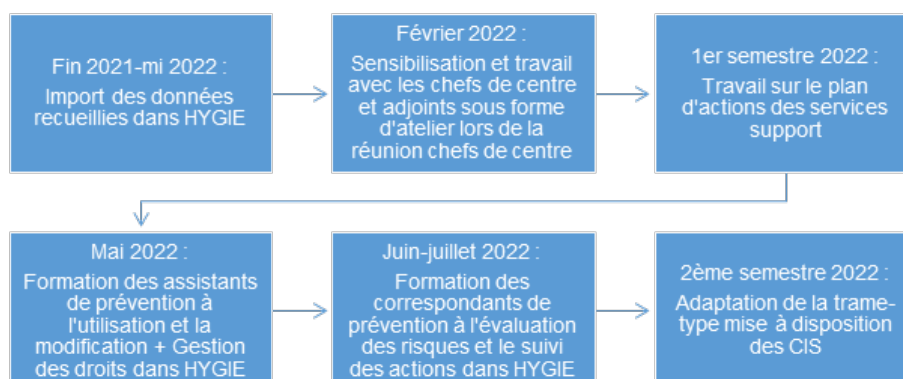 Fin 2021-mi 2022 :
Import des données
recueillies dans HYGIE
Février 2022 :
Sensibilisation et travail
avec les chefs de centre
et adjoints sous forme
d'atelier lors de la
réunion chefs de centre
1er semestre 2022 :
Travail sur le plan
d'actions des services
support
Mai 2022 :
Formation des assistants
de prévention à
l'utilisation et la
modification + Gestion
des droits dans HYGIE
Juin-juillet 2022 :
Formation des
correspondants de
prévention à l'évaluation
des risques et le suivi
des actions dans HYGIE
2ème semestre 2022 :
Adaptation de la trame-
type mise à disposition
des CIS